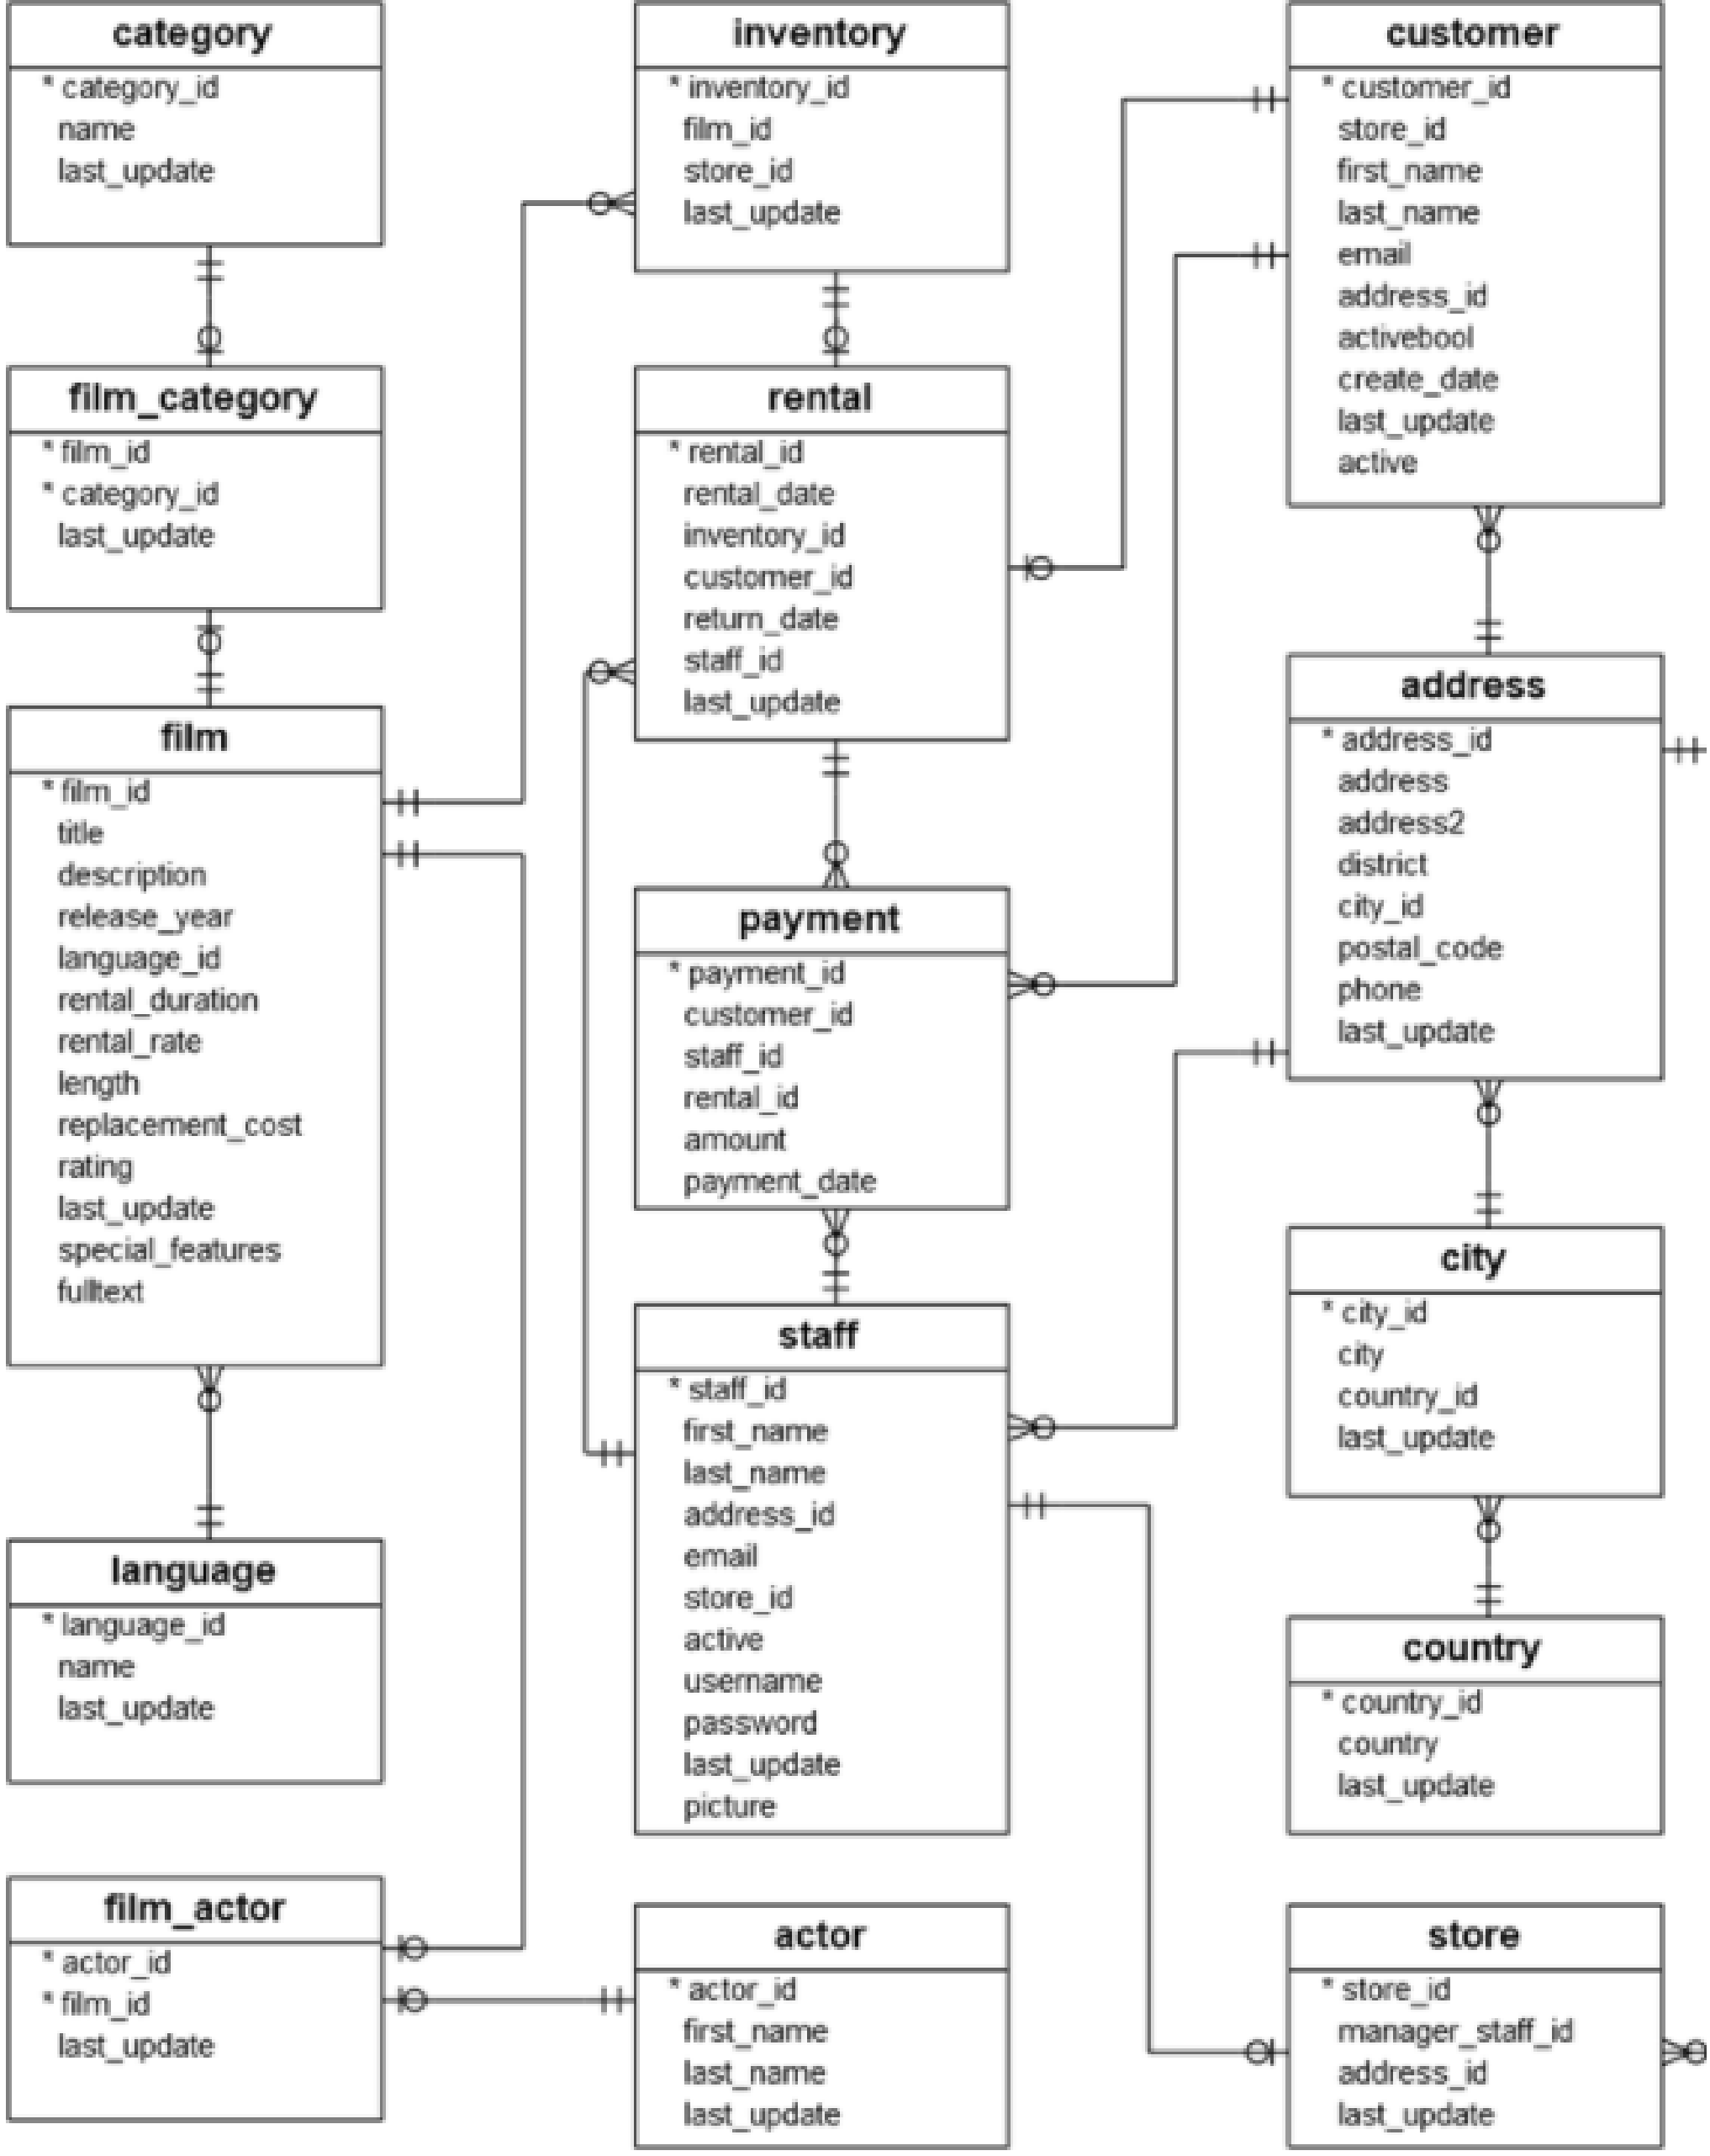 category
* category_id
name
last_update
film_category
* film_id
* category_id
last_update
film
* film_id
title
description
release_year
language_id
rental_duration
rental_rate
length
replacement_cost
rating
last_update
special_features
fulltext
language
* language_id
name
last_update
film_actor
* actor_id
* film_id
last_update
inventory
* inventory_id
film_id
store_id
last_update
rental
* rental_id
rental_date
inventory_id
customer_id
return_date
staff_id
last_update
payment
* payment_id
customer_id
staff_id
rental_id
amount
payment_date
staff
* staff_id
first_name
last_name
address_id
email
store_id
active
username
password
last_update
picture
actor
* actor_id
first_name
last_name
last_update
customer
* customer_id
store_id
first_name
last_name
email
address_id
activebool
create_date
last_update
active
address
* address_id
address
address2
district
city_id
postal_code
phone
last_update
city
* city_id
city
country_id
last_update
country
* country_id
country
last_update
store
* store_id
manager_staff_id
address_id
last_update